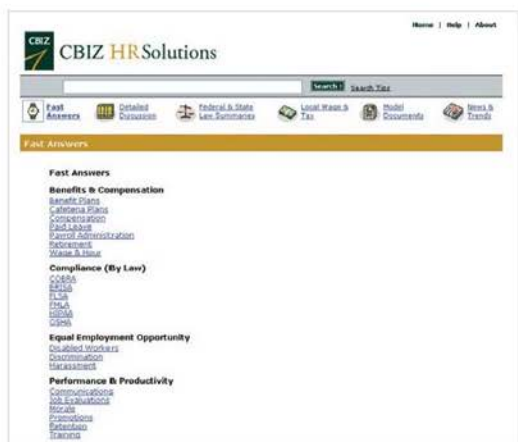 Home | Help | About
CBIZ
CBIZ HRSolutions
Search! Search Tips
Fast Answers
Detailed Discussion
Federal & State Law Summaries
Local Wage & Tax
Model Documents
News & Trends
Fast Answers
Fast Answers
Benefits & Compensation
Benefit Plans
Cafeteria Plans
Compensation
Paid Leave
Payroll Administration
Retirement
Wage & Hour
Compliance (By Law)
COBRA
ERISA
FLSA
FMLA
HIPAA
OSHA
Equal Employment Opportunity
Disabled Workers
Discrimination
Harassment
Performance & Productivity
Communications
Job Evaluations
Morale
Promotions
Retention
Training